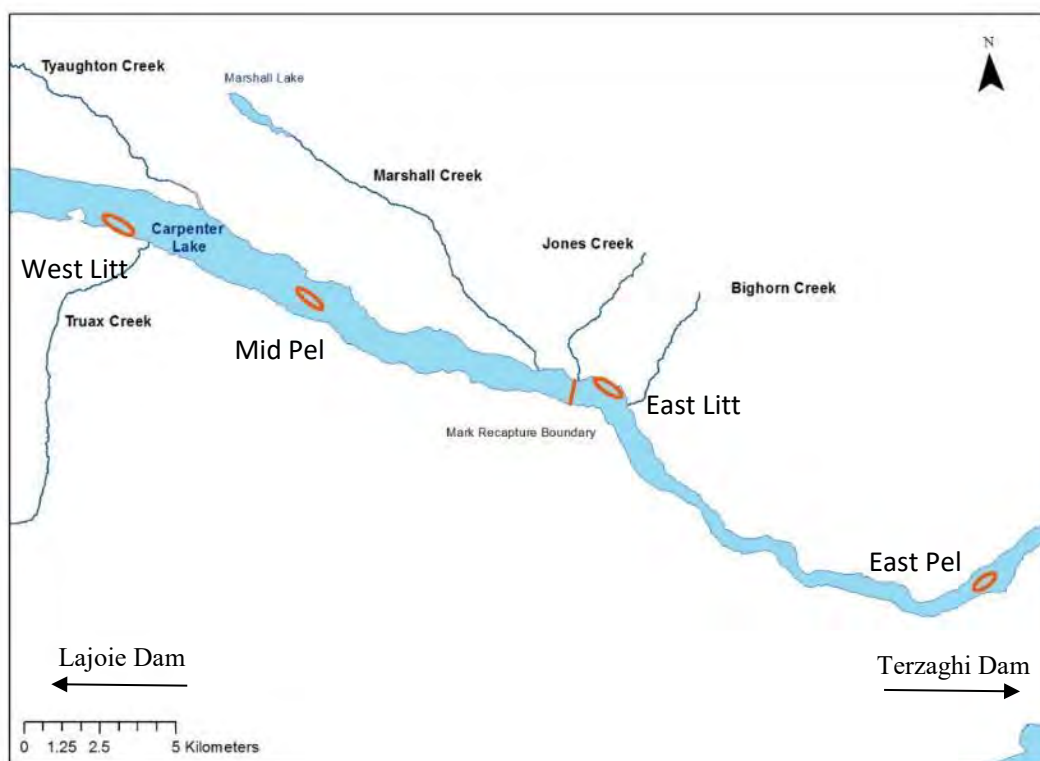 N
Tyaughton Creek
Marshall Lake
Marshall Creek
Carpenter
Lake
Jones Creek
West Litt
Bighorn Creek
Truax Creek
Mid Pel
East Litt
Mark Recapture Boundary
East Pel
Lajoie Dam
Terzaghi Dam
0 1.25 2.5 5 Kilometers